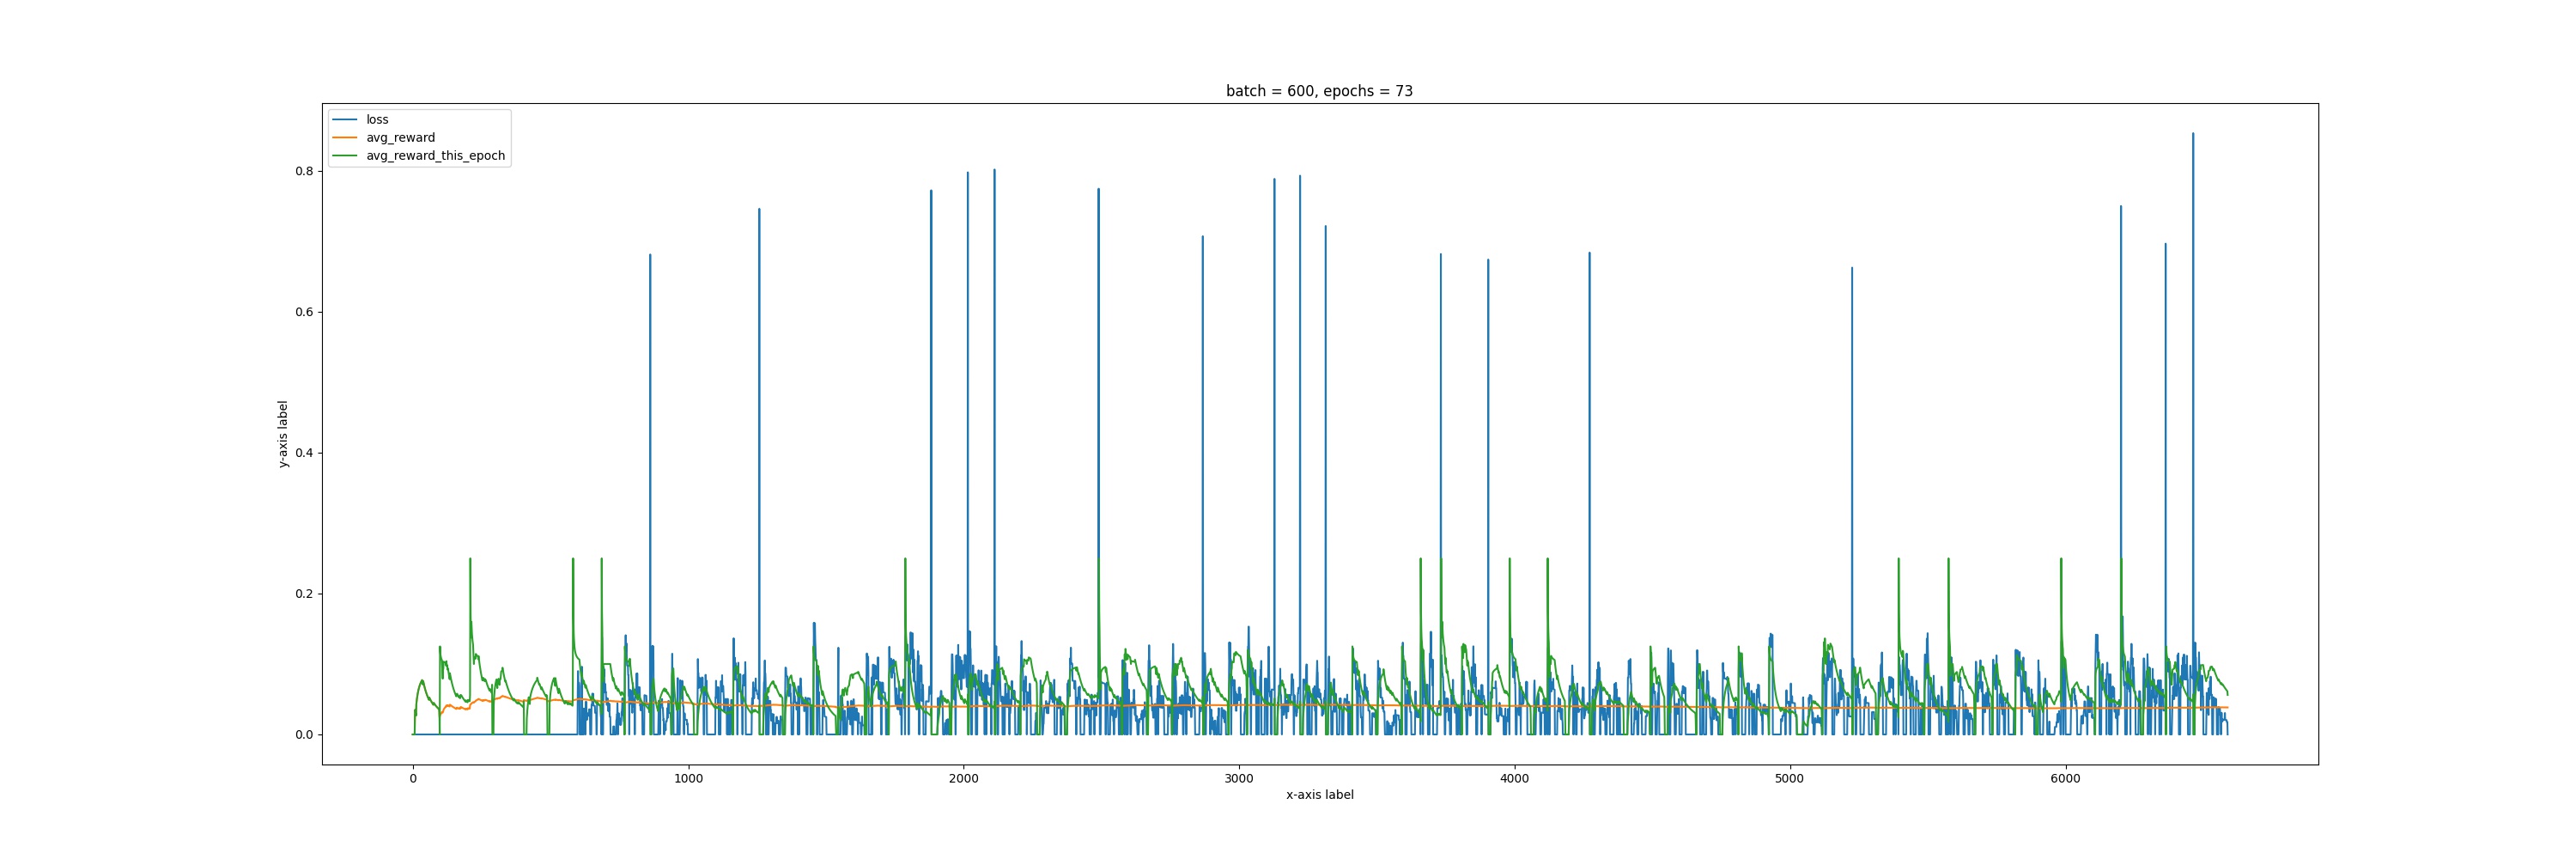 batch = 600, epochs = 73
loss
avg_reward
avg_reward_this_epoch
0.8
0.6
0.4
0.2
0.0
y-axis label
0 1000 2000 3000 4000 5000 6000
x-axis label